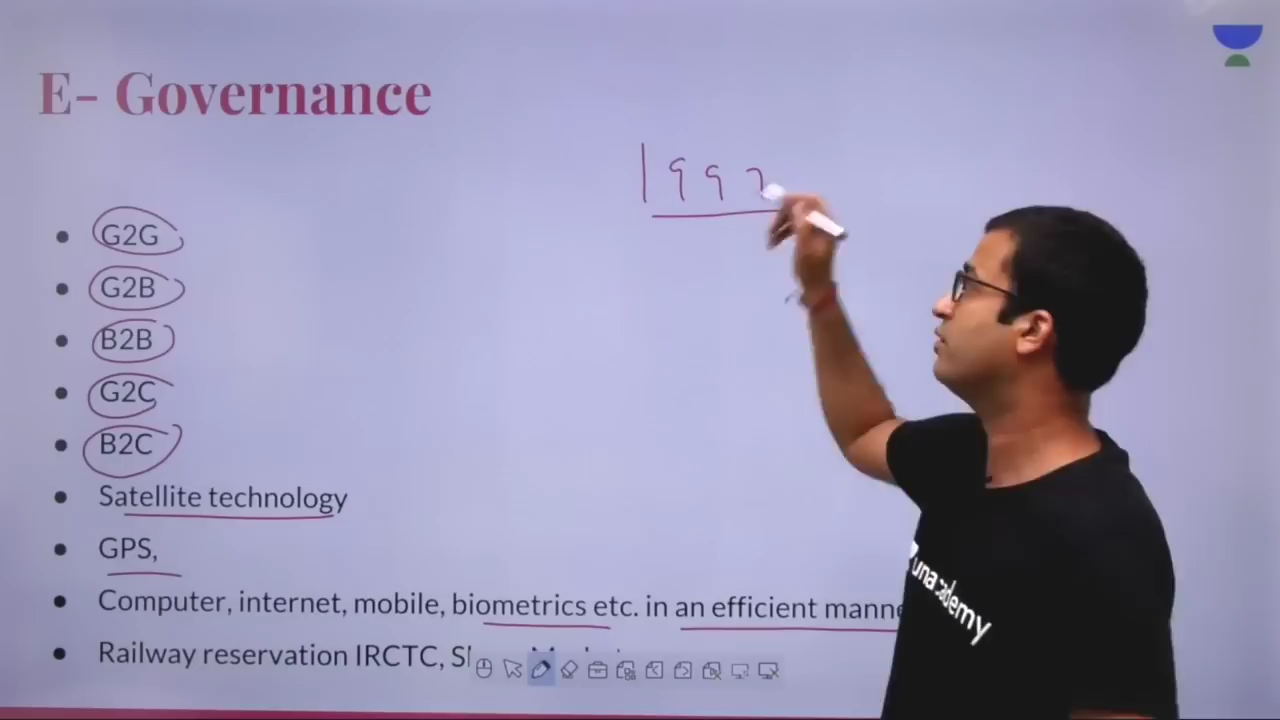 E- Governance
199
G2G
G2B
B2B
G2C
B2C
Satellite technology
GPS,
Computer, internet, mobile, biometrics etc. in an efficient
Railway reservation IRCTC,
unacademy